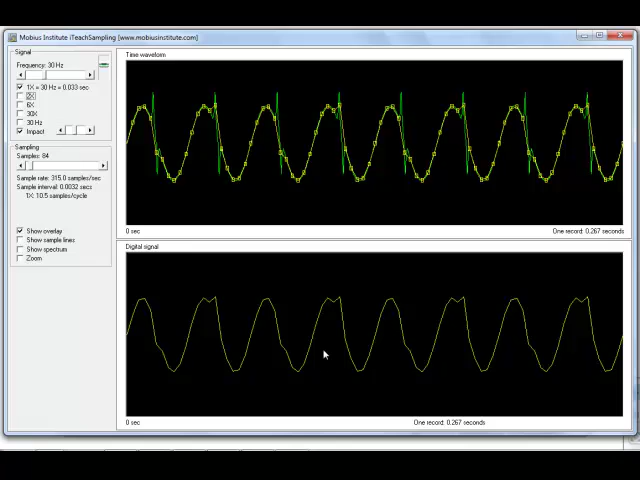 Mobius Institute iTeachSampling [www.mobiusinstitute.com]
Signal
Frequency: 30 Hz
1X = 30 Hz = 0.033 sec
2X
6X
30X
30 Hz
Impact
Sampling
Samples: 84
Sample rate: 315.0 samples/sec
Sample interval: 0.0032 secs
1X: 10.5 samples/cycle
Show overlay
Show sample lines
Show spectrum
Zoom
Time waveform
0 sec
One record: 0.267 seconds
Digital signal
0 sec
One record: 0.267 seconds